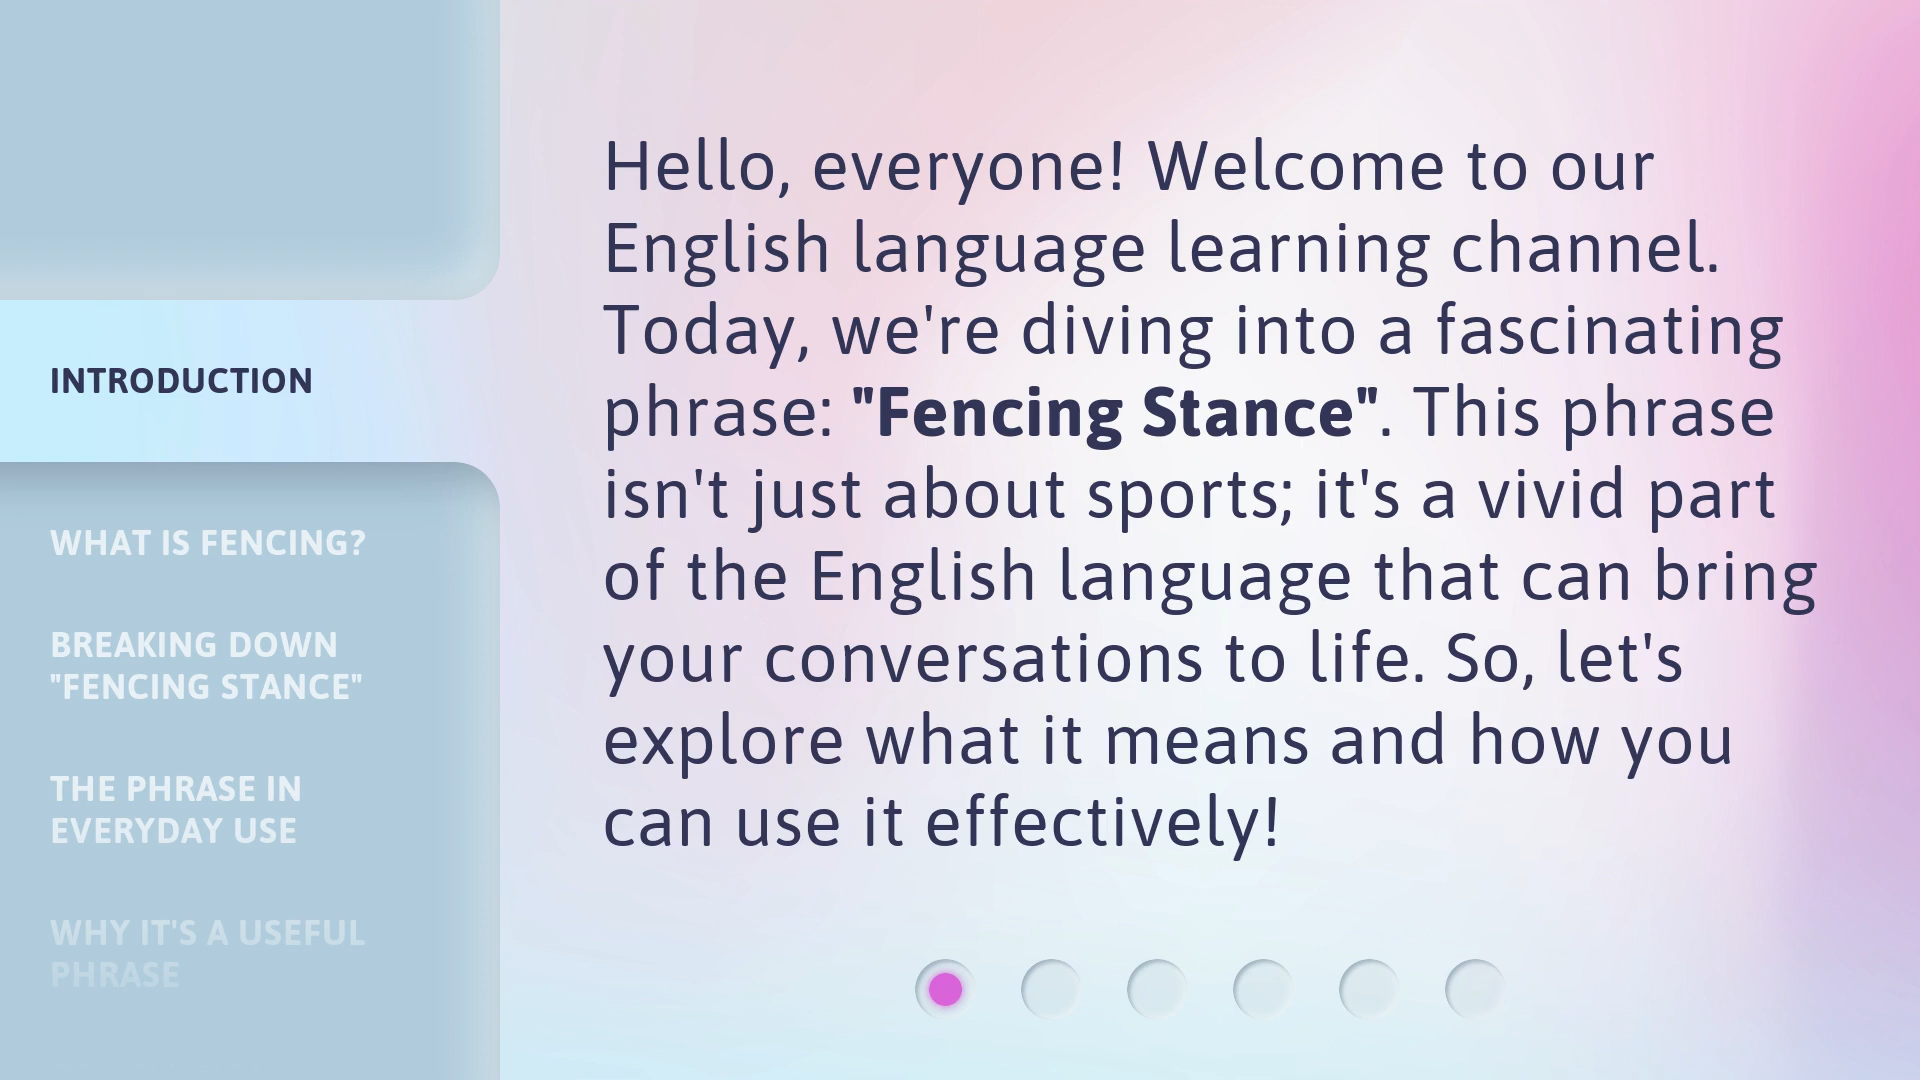 INTRODUCTION
WHAT IS FENCING?
BREAKING DOWN
"FENCING STANCE"
THE PHRASE IN
EVERYDAY USE
WHY IT'S A USEFUL
PHRASE
Hello, everyone! Welcome to our
English language learning channel.
Today, we're diving into a fascinating
phrase: "Fencing Stance". This phrase
isn't just about sports; it's a vivid part
of the English language that can bring
your conversations to life. So, let's
explore what it means and how you
can use it effectively!